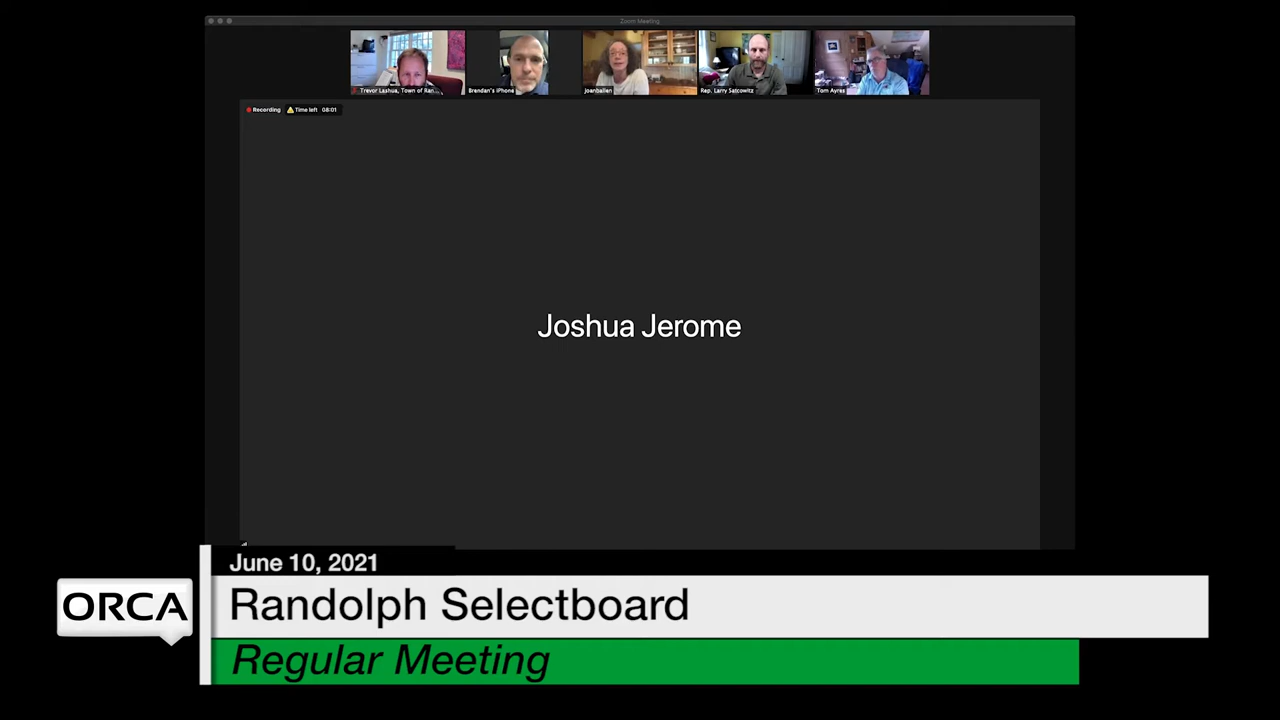 Zoom Meeting
Trevor Lashua, Town of Ran...
Brendan's iPhone
joanballen
Rep. Larry Satcowitz
Tom Ayres
Recording
Time left 08:01
Joshua Jerome
June 10, 2021
ORCA
Randolph Selectboard
Regular Meeting